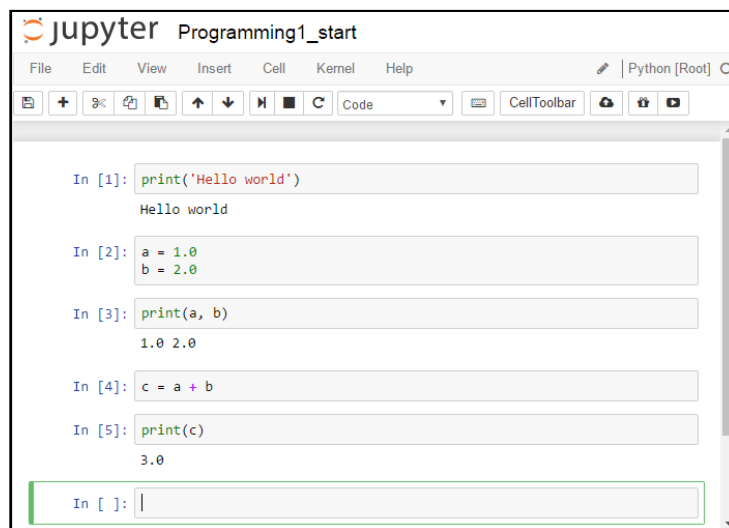 jupyter Programming1_start
File Edit View Insert Cell Kernel Help Python [Root]
Code CellToolbar
In [1]: print('Hello world')
Hello world
In [2]: a = 1.0
b = 2.0
In [3]: print(a, b)
1.0 2.0
In [4]: c = a + b
In [5]: print(c)
3.0
In [ ]: